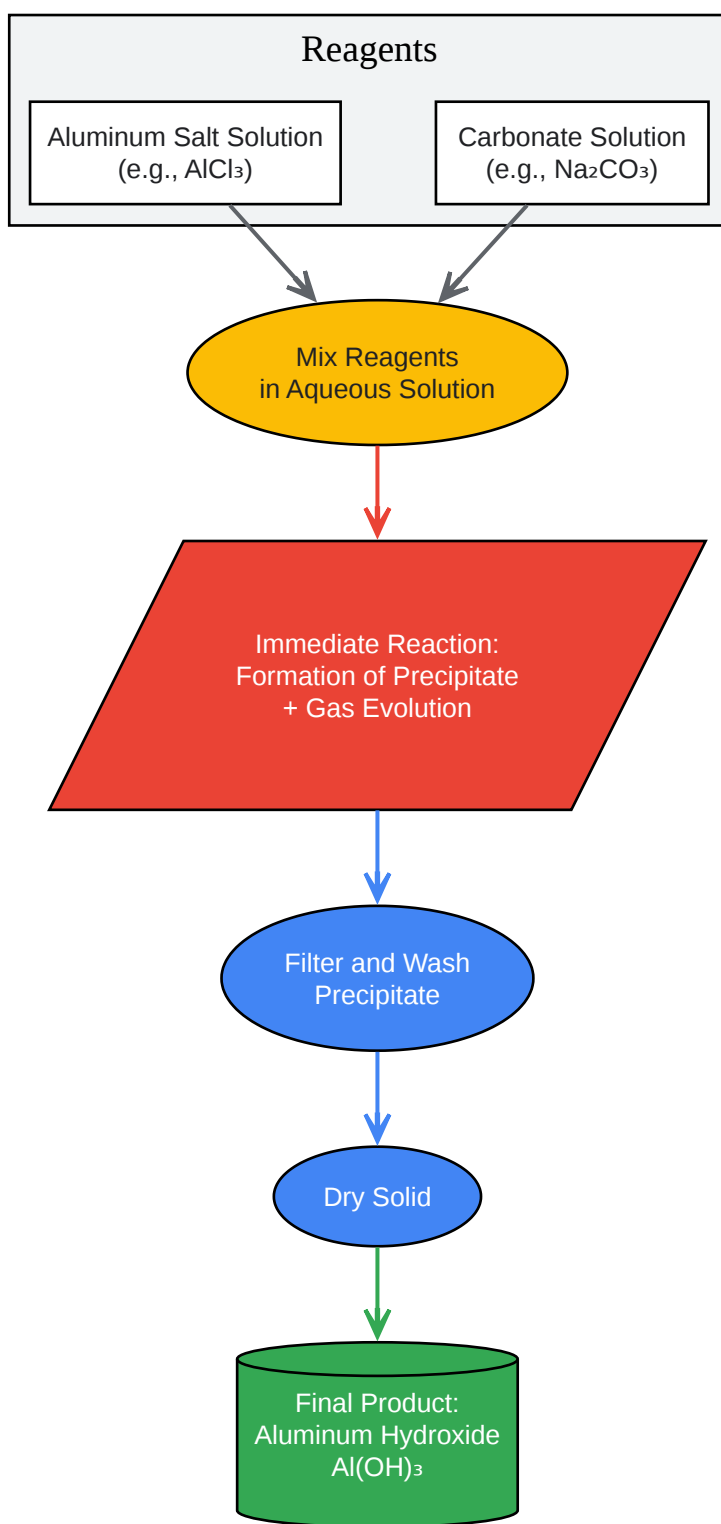 Reagents
Aluminum Salt Solution
(e.g., AlCl₃)
Carbonate Solution
(e.g., Na₂CO₃)
Mix Reagents
in Aqueous Solution
Immediate Reaction:
Formation of Precipitate
+ Gas Evolution
Filter and Wash
Precipitate
Dry Solid
Final Product:
Aluminum Hydroxide
Al(OH)₃